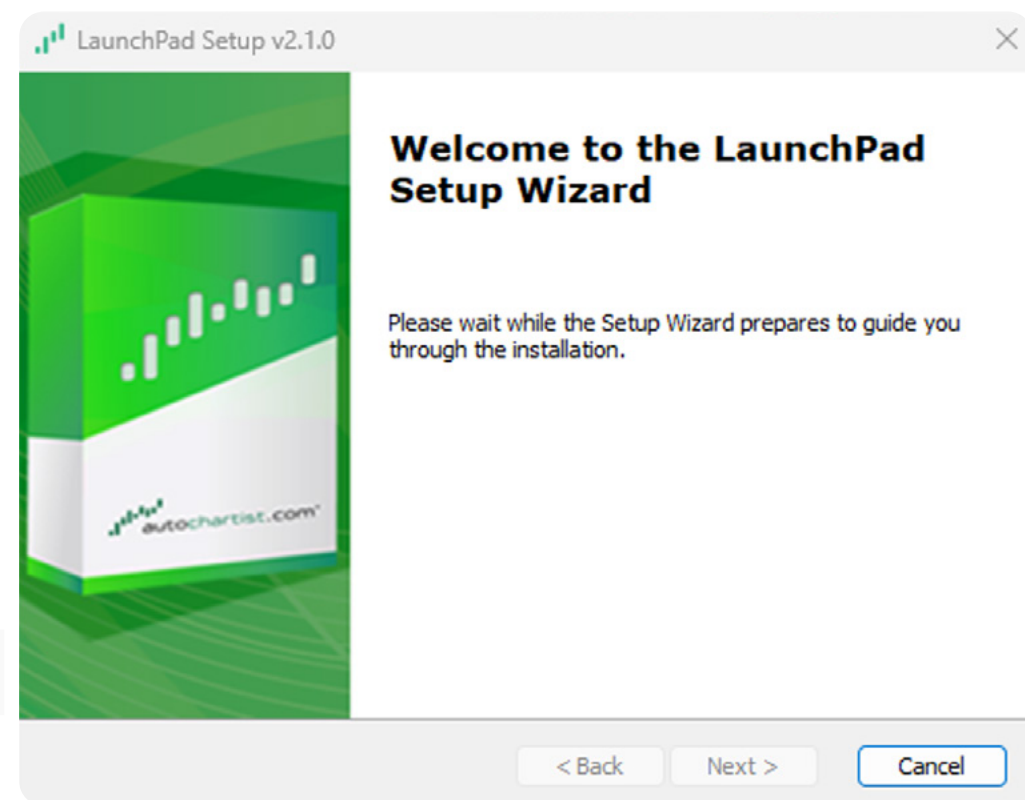 LaunchPad Setup v2.1.0
Welcome to the LaunchPad
Setup Wizard
Please wait while the Setup Wizard prepares to guide you
through the installation.
autochartist.com
< Back
Next >
Cancel